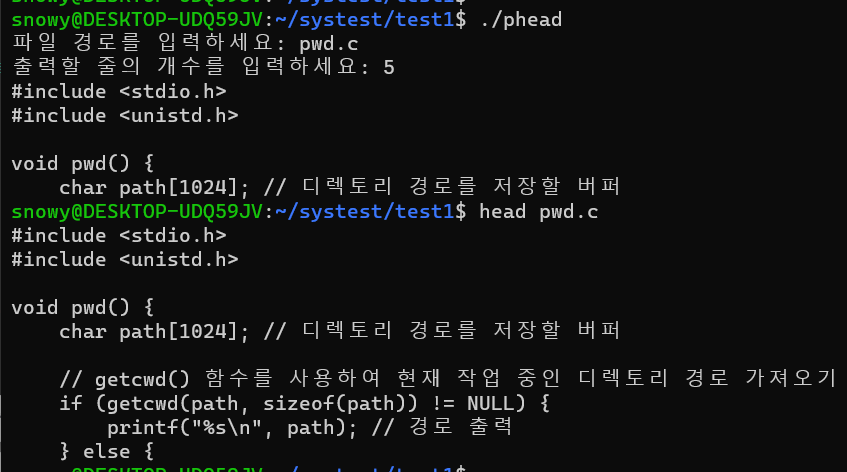 snowy@DESKTOP-UDQ59JV:~/systest/test1$ ./phead
파일 경로를 입력하세요: pwd.c
출력할 줄의 개수를 입력하세요: 5
#include <stdio.h>
#include <unistd.h>

void pwd() {
    char path[1024]; // 디렉토리 경로를 저장할 버퍼
snowy@DESKTOP-UDQ59JV:~/systest/test1$ head pwd.c
#include <stdio.h>
#include <unistd.h>

void pwd() {
    char path[1024]; // 디렉토리 경로를 저장할 버퍼

    // getcwd() 함수를 사용하여 현재 작업 중인 디렉토리 경로 가져오기
    if (getcwd(path, sizeof(path)) != NULL) {
        printf("%s\n", path); // 경로 출력
    } else {